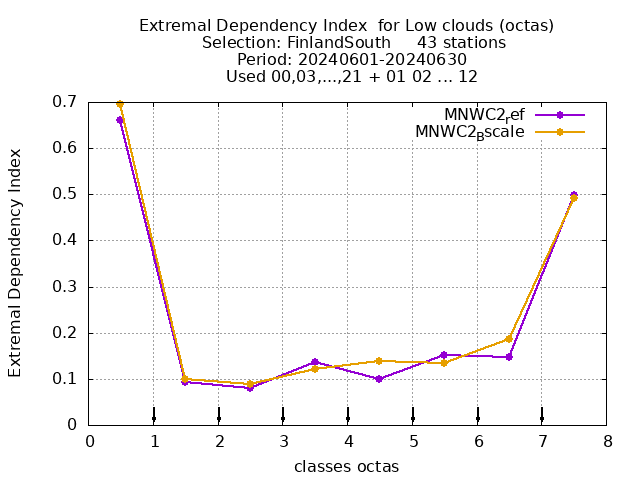 Extremal Dependency Index  for Low clouds (octas)
Selection: FinlandSouth     43 stations
Period: 20240601-20240630
Used 00,03,...,21 + 01 02 ... 12
MNWC2ref
MNWC2Bscale
Extremal Dependency Index
0.7
0.6
0.5
0.4
0.3
0.2
0.1
0
0 1 2 3 4 5 6 7 8
classes octas